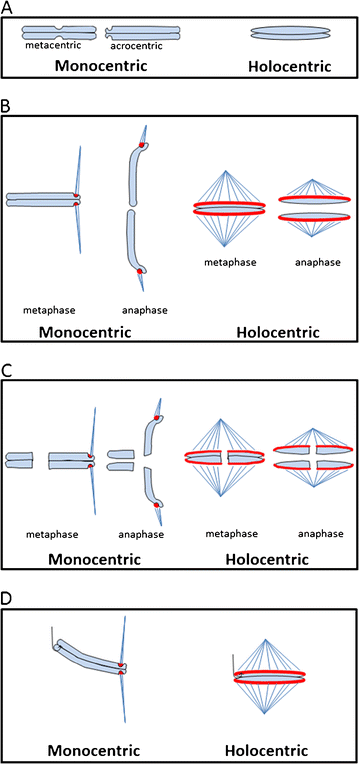 A
metacentric acrocentric
Monocentric Holocentric
B
metaphase anaphase metaphase anaphase
Monocentric Holocentric
C
metaphase anaphase metaphase anaphase
Monocentric Holocentric
D
Monocentric Holocentric